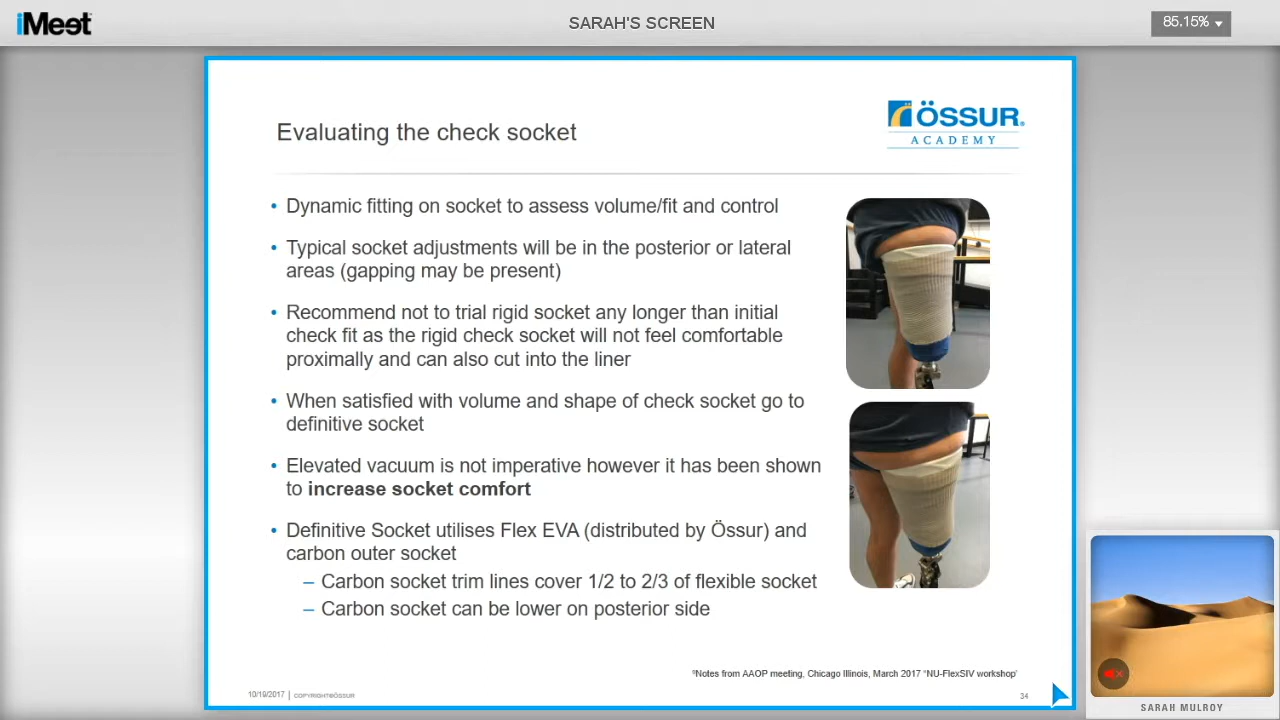 iMeet
SARAH'S SCREEN
85.15%
Evaluating the check socket
ÖSSUR®
ACADEMY
• Dynamic fitting on socket to assess volume/fit and control
• Typical socket adjustments will be in the posterior or lateral
areas (gapping may be present)
• Recommend not to trial rigid socket any longer than initial
check fit as the rigid check socket will not feel comfortable
proximally and can also cut into the liner
• When satisfied with volume and shape of check socket go to
definitive socket
• Elevated vacuum is not imperative however it has been shown
to increase socket comfort
• Definitive Socket utilises Flex EVA (distributed by Össur) and
carbon outer socket
– Carbon socket trim lines cover 1/2 to 2/3 of flexible socket
– Carbon socket can be lower on posterior side
Notes from AAOP meeting, Chicago Illinois, March 2017 "NU-FlexSIV workshop'
10/19/2017 | COPYRIGHT©ÖSSUR
34
SARAH MULROY